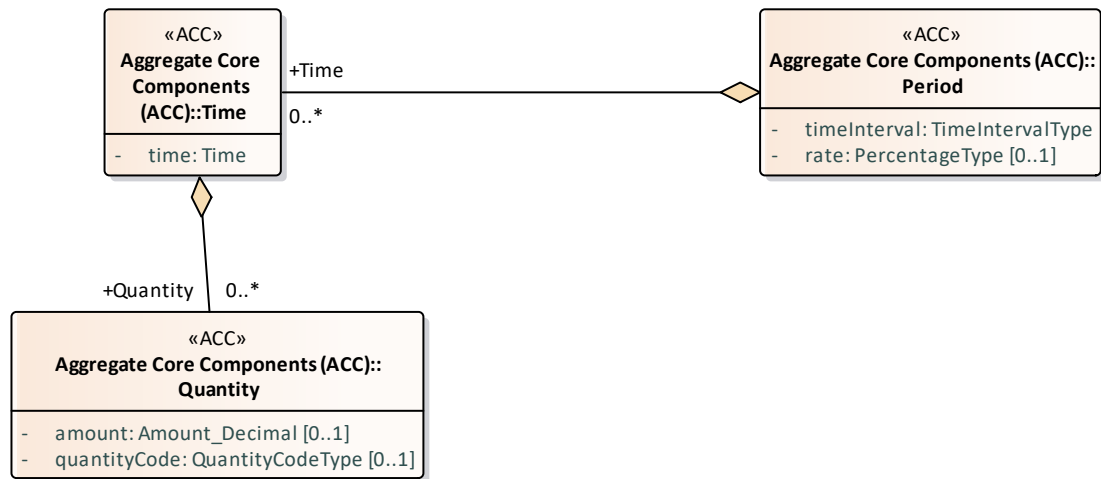 «ACC»
Aggregate Core
Components
(ACC)::Time
- time: Time
+Time
0..*
«ACC»
Aggregate Core Components (ACC)::
Period
- timeInterval: TimeIntervalType
- rate: PercentageType [0..1]
+Quantity 0..*
«ACC»
Aggregate Core Components (ACC)::
Quantity
- amount: Amount_Decimal [0..1]
- quantityCode: QuantityCodeType [0..1]